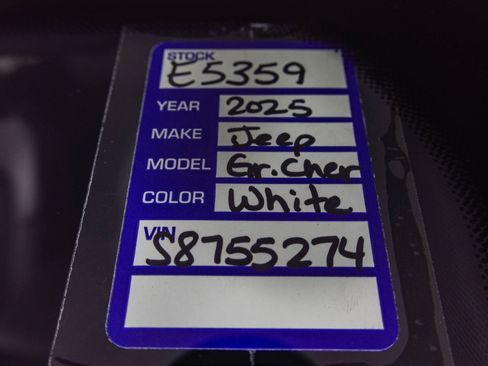 STOCK
E5359
YEAR 2025
MAKE Jeep
MODEL Gr.Cher
COLOR White
VIN
S8755274